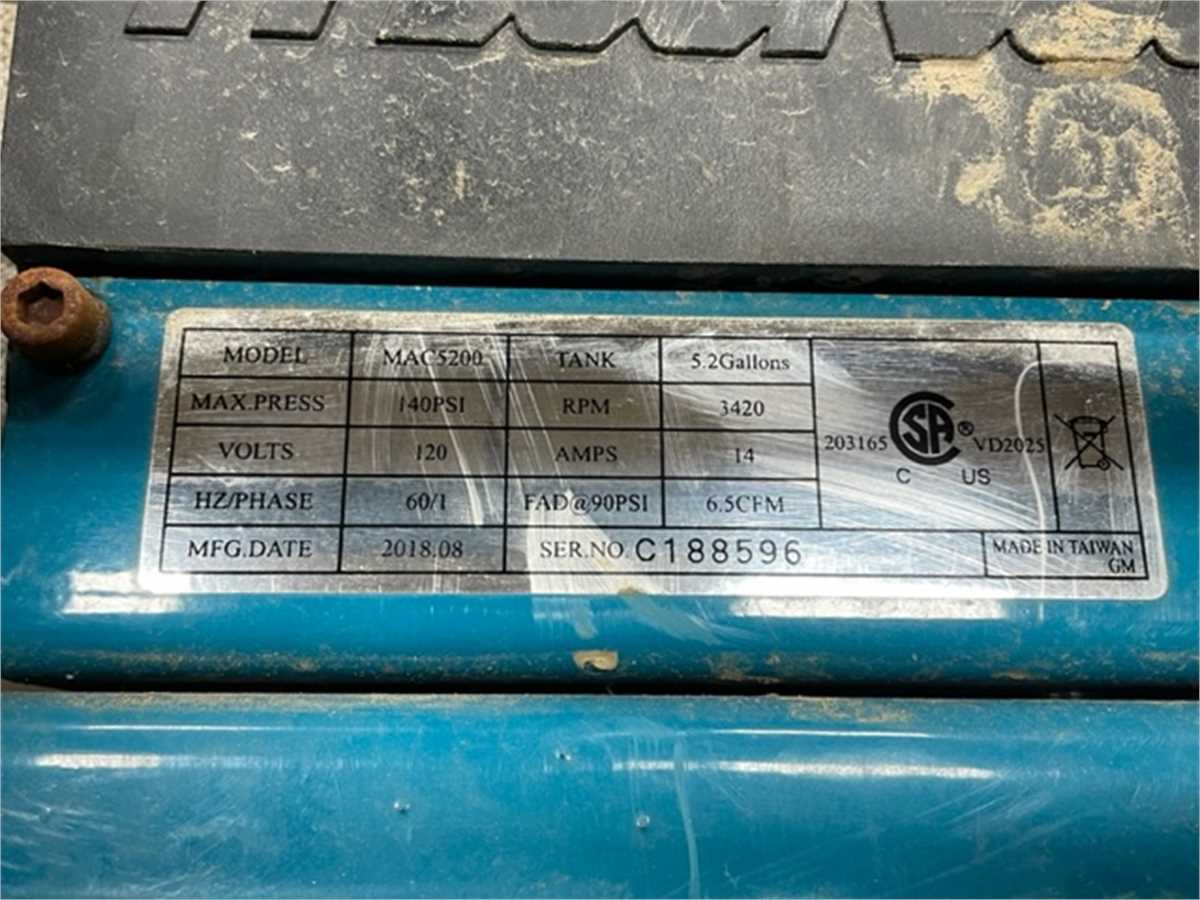 MODEL MAC5200 TANK 5.2Gallons
MAX.PRESS 140PSI RPM 3420
VOLTS 120 AMPS 14
203165 CSA® VD2025
C US
HZ/PHASE 60/1 FAD@90PSI 6.5CFM
MFG.DATE 2018.08 SER.NO. C188596 MADE IN TAIWAN
GM